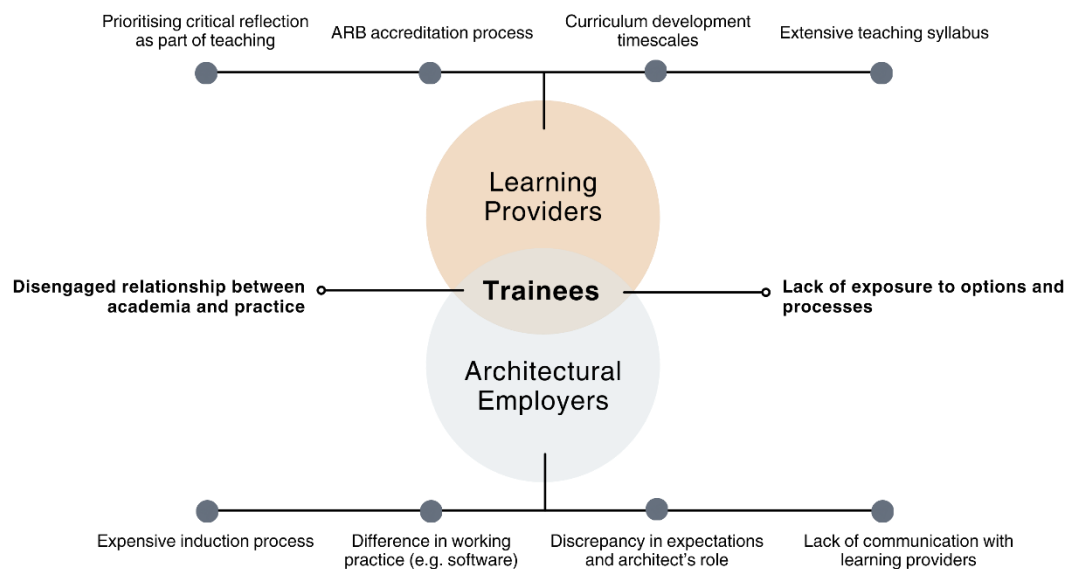 Prioritising critical reflection
as part of teaching
ARB accreditation process
Curriculum development
timescales
Extensive teaching syllabus
Learning
Providers
Disengaged relationship between
academia and practice
Trainees
Lack of exposure to options and
processes
Architectural
Employers
Expensive induction process
Difference in working
practice (e.g. software)
Discrepancy in expectations
and architect's role
Lack of communication with
learning providers